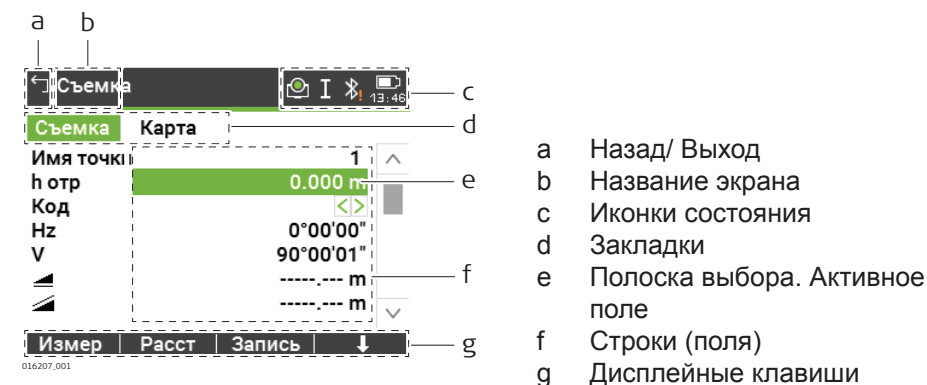 a b
Съемка 13:46 c
Съемка Карта d
Имя точки 1
h отр 0.000 m e
Код <>
Hz 0°00'00"
V 90°00'01"
-----.--- m f
-----.--- m
Измер Расст Запись g
016207_001
a Назад/ Выход
b Название экрана
c Иконки состояния
d Закладки
e Полоска выбора. Активное
поле
f Строки (поля)
g Дисплейные клавиши